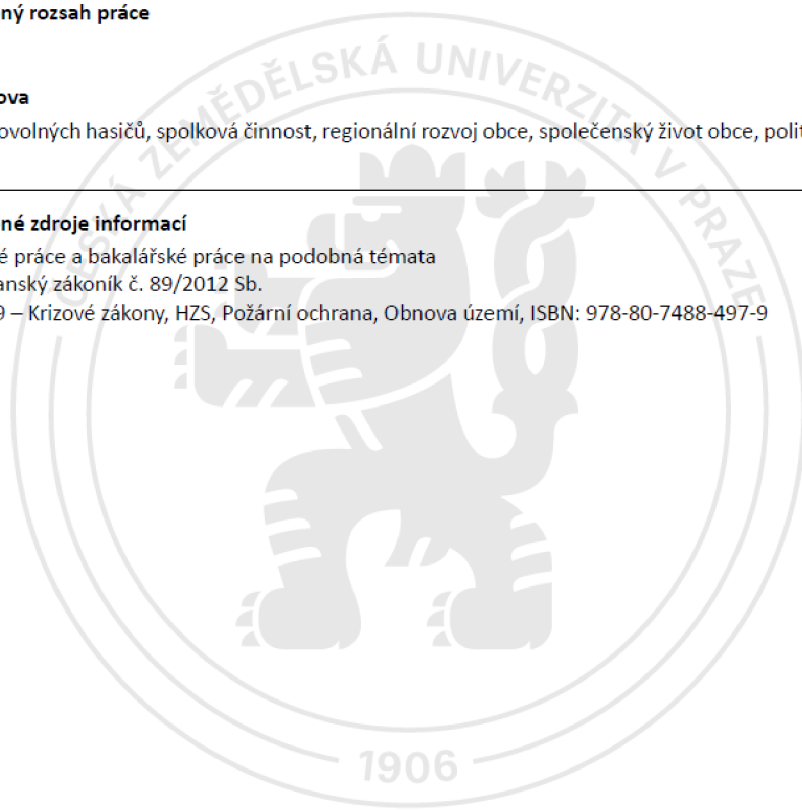 ný rozsah práce
ČESKÁ ZEMĚDĚLSKÁ UNIVERZITA V PRAZE
ova
ovolných hasičů, spolková činnost, regionální rozvoj obce, společenský život obce, polit
né zdroje informací
é práce a bakalářské práce na podobná témata
anský zákoník č. 89/2012 Sb.
9 – Krizové zákony, HZS, Požární ochrana, Obnova území, ISBN: 978-80-7488-497-9
1906